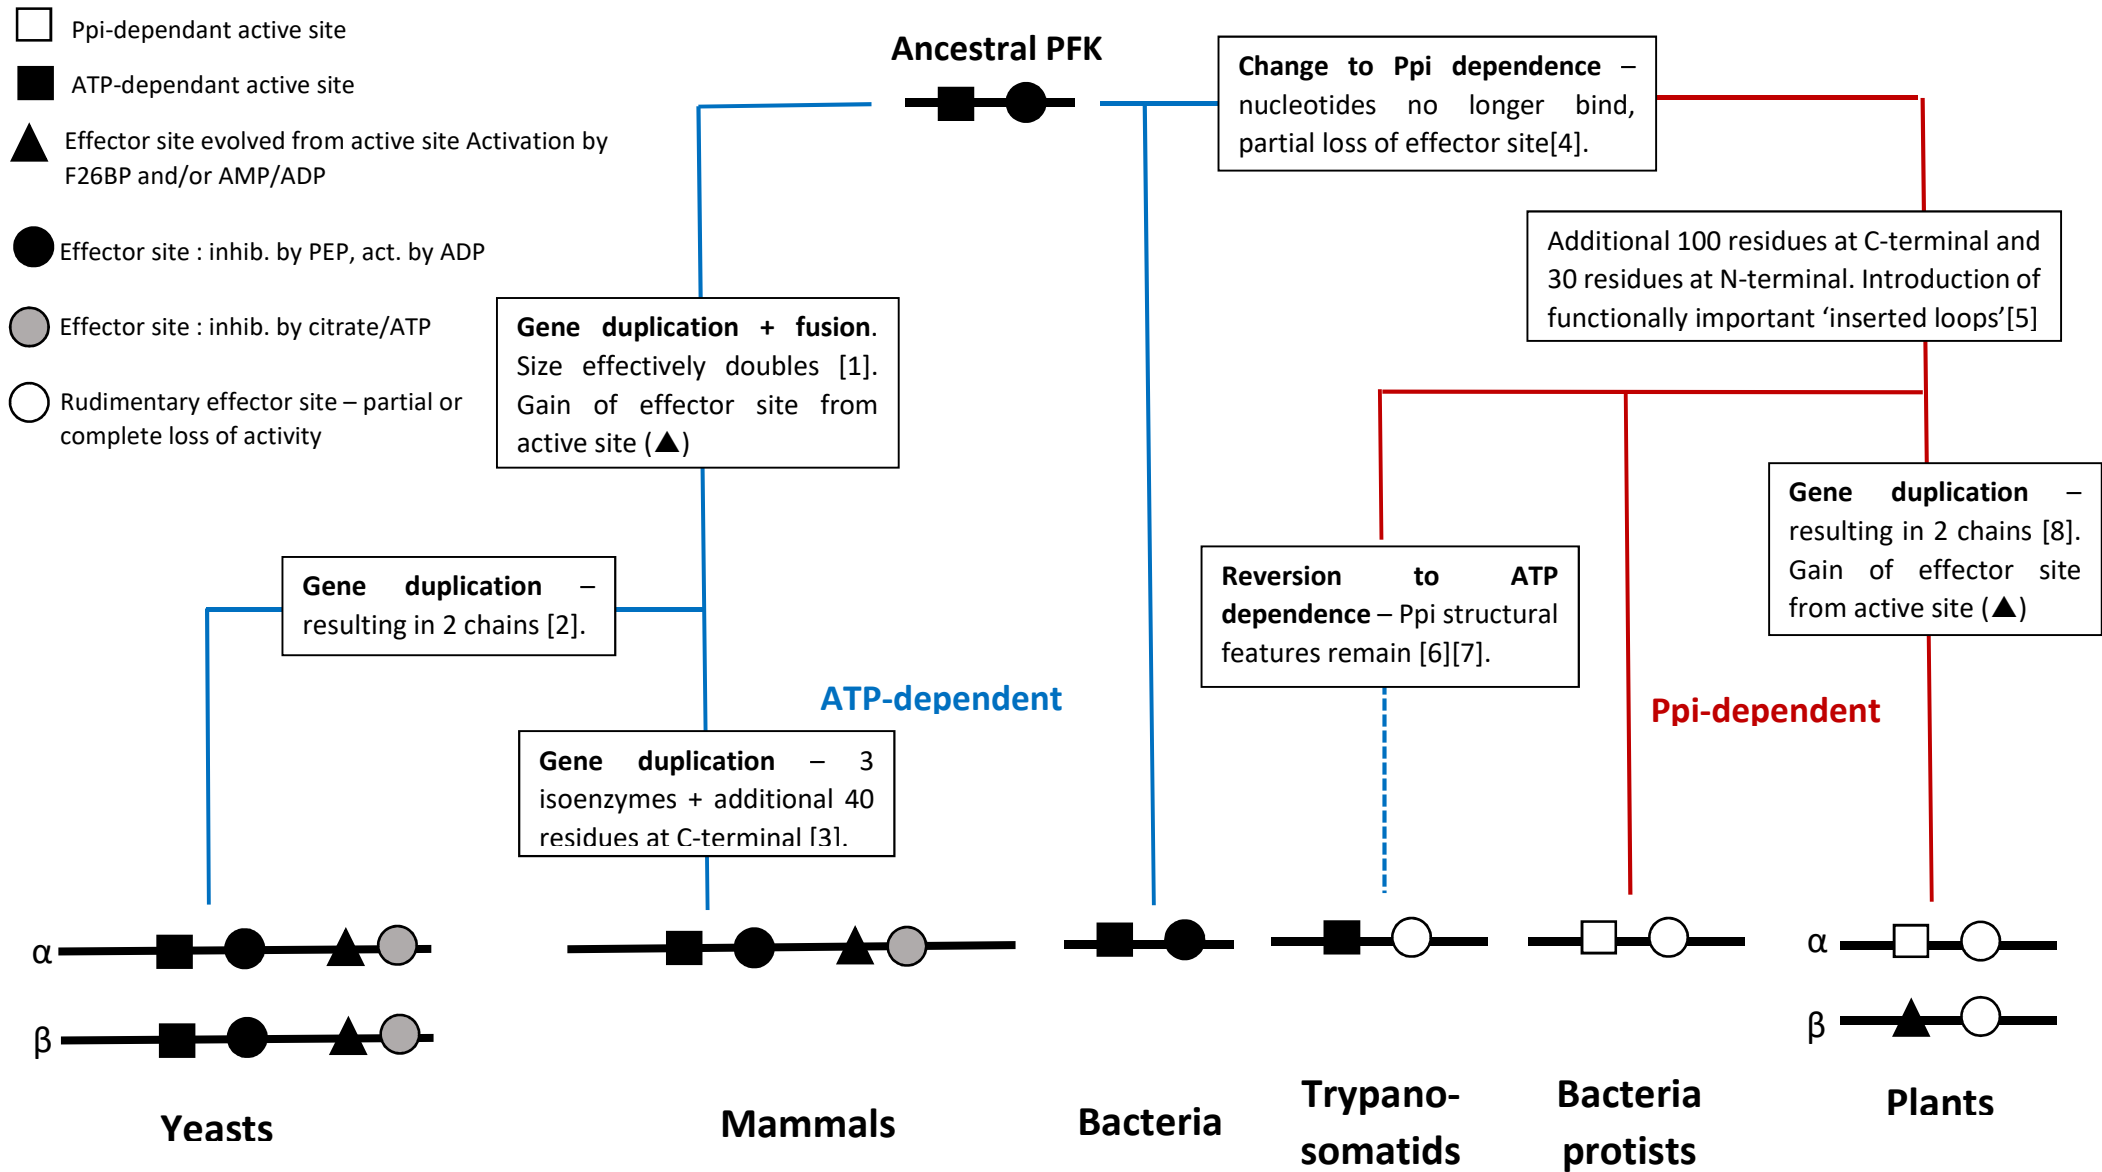 Ppi-dependant active site
ATP-dependant active site
Effector site evolved from active site Activation by
F26BP and/or AMP/ADP
Effector site : inhib. by PEP, act. by ADP
Effector site : inhib. by citrate/ATP
Rudimentary effector site – partial or
complete loss of activity
Ancestral PFK
Change to Ppi dependence –
nucleotides no longer bind,
partial loss of effector site[4].
Additional 100 residues at C-terminal and
30 residues at N-terminal. Introduction of
functionally important ‘inserted loops’[5]
Gene duplication + fusion.
Size effectively doubles [1].
Gain of effector site from
active site (▲)
Gene duplication –
resulting in 2 chains [8].
Gain of effector site
from active site (▲)
Gene duplication –
resulting in 2 chains [2].
Reversion to ATP
dependence – Ppi structural
features remain [6][7].
ATP-dependent
Ppi-dependent
Gene duplication – 3
isoenzymes + additional 40
residues at C-terminal [3].
α
β
α
β
Yeasts
Mammals
Bacteria
Trypano-
somatids
Bacteria
protists
Plants